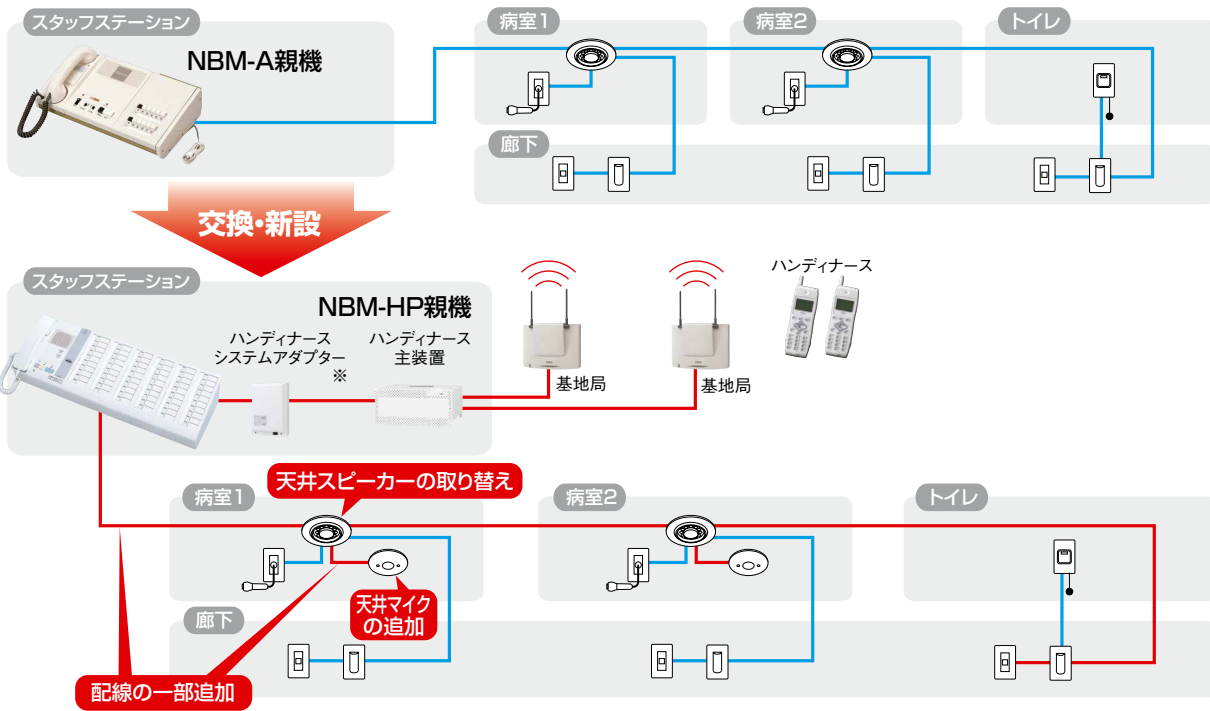 スタッフステーション
NBM-A親機
病室1
病室2
トイレ
廊下
交換・新設
スタッフステーション
NBM-HP親機
ハンディナース
システムアダプター
※
ハンディナース
主装置
基地局
基地局
ハンディナース
病室1
天井スピーカーの取り替え
病室2
トイレ
天井マイク
の追加
廊下
配線の一部追加